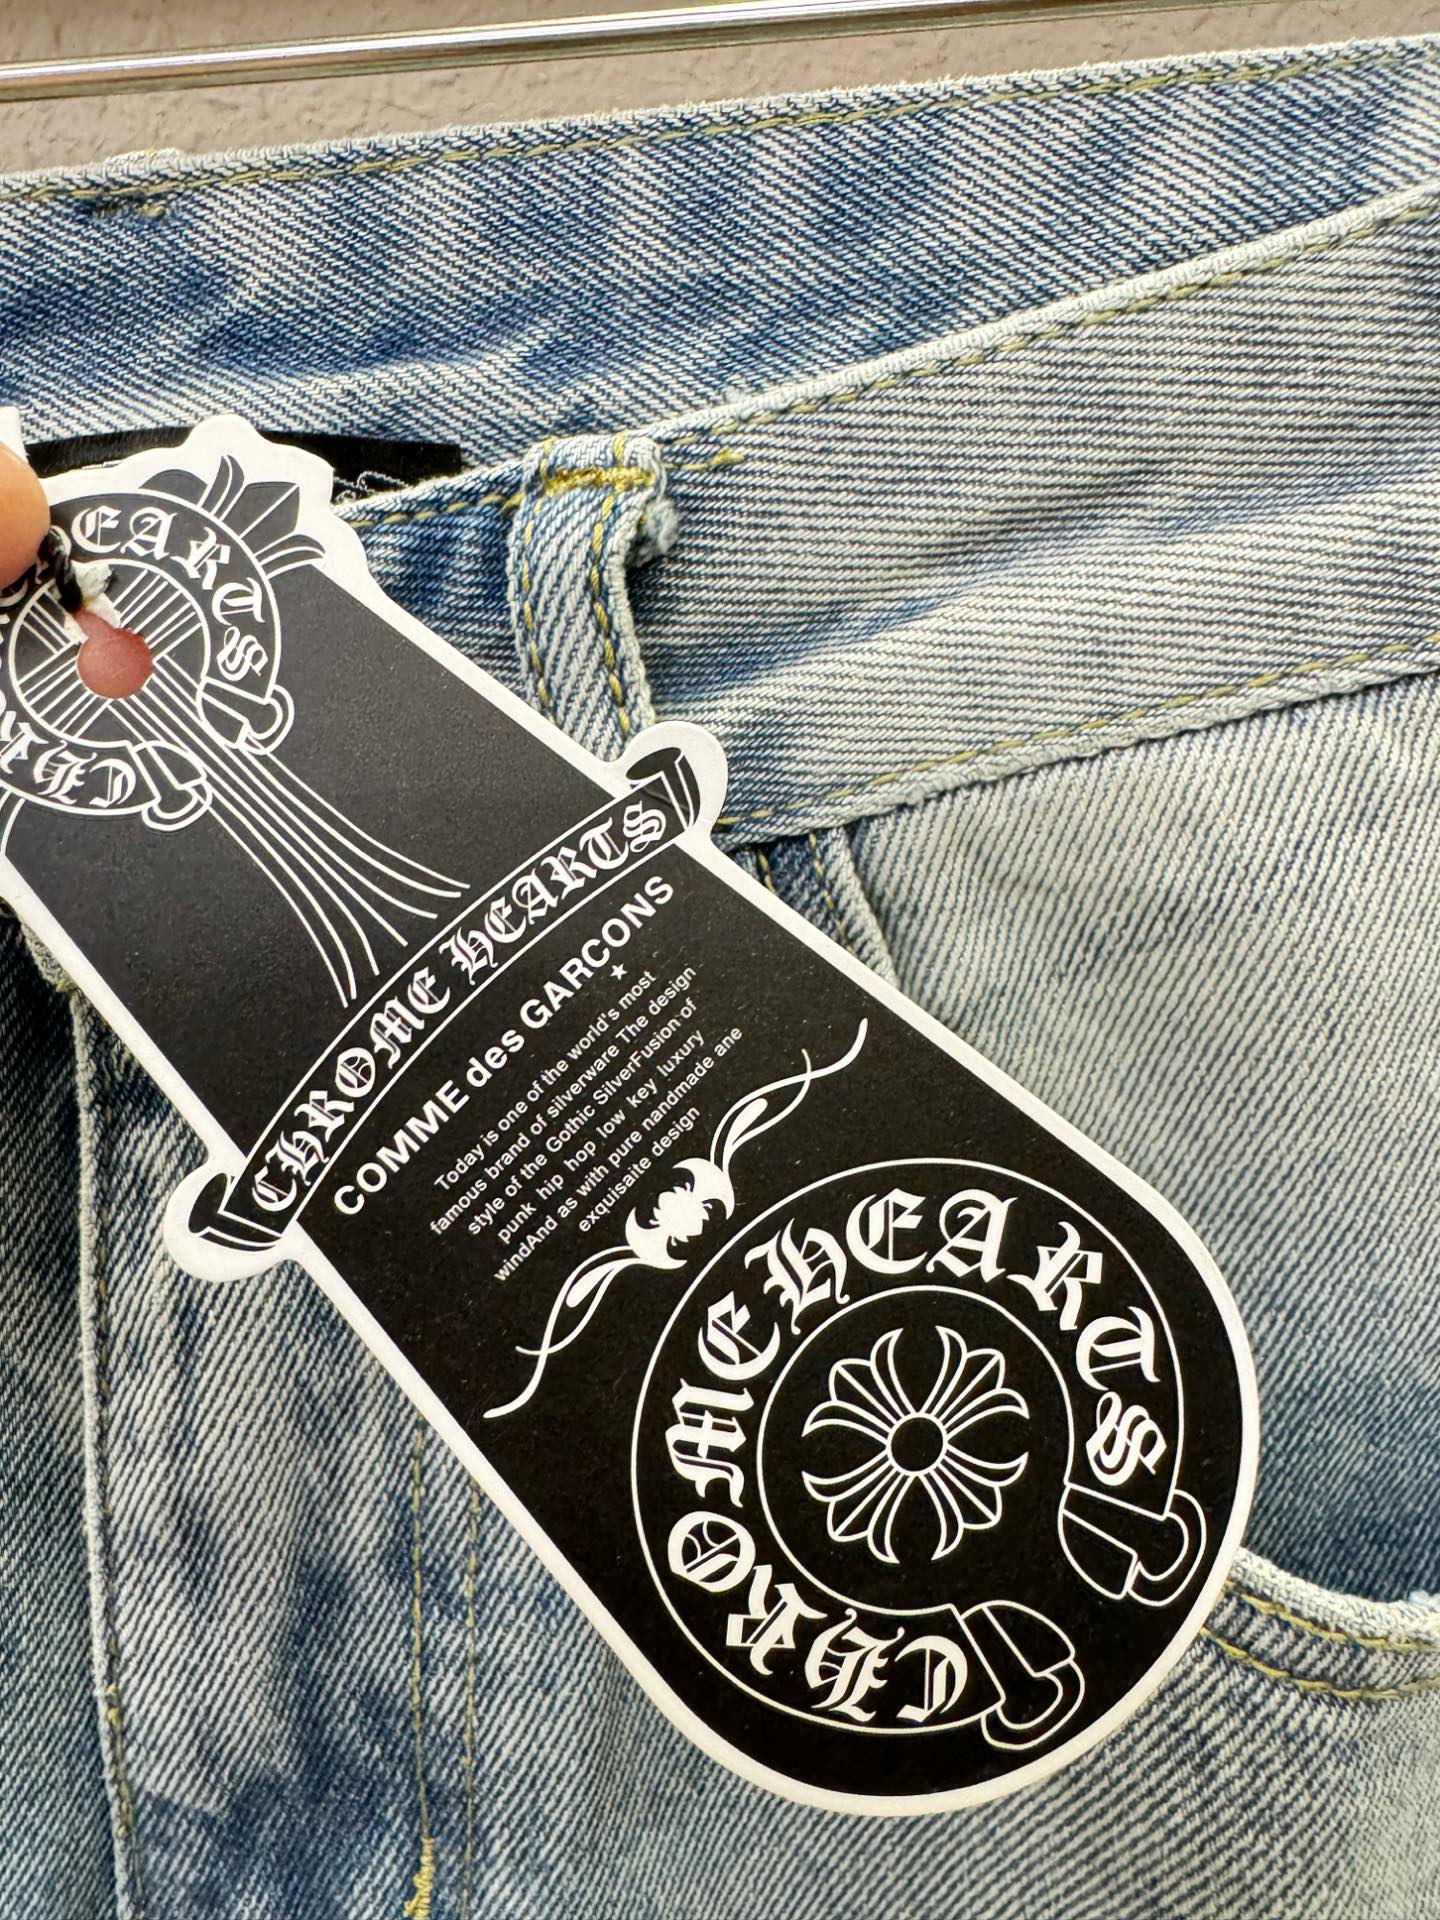 CHROME HEARTS
CHROME HEARTS
COMME des GARCONS
Today is one of the world's most
famous brand of silverware The design
style of the Gothic SilverFusion of
punk hip hop low key luxury
windAnd as with pure nandmade ane
exquisaite design
CHROME HEARTS